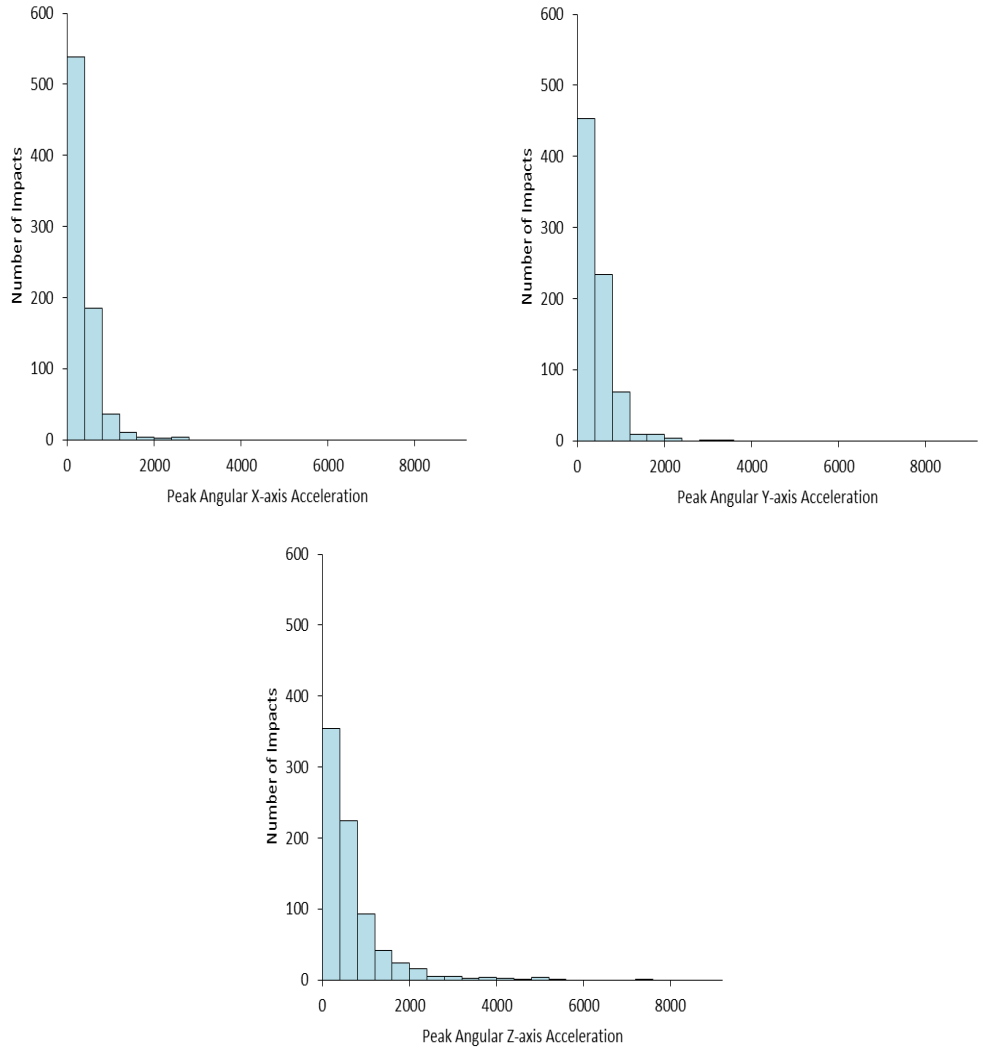 600
500
400
300
200
100
0
Number of Impacts
0 2000 4000 6000 8000
Peak Angular X-axis Acceleration
600
500
400
300
200
100
0
Number of Impacts
0 2000 4000 6000 8000
Peak Angular Y-axis Acceleration
600
500
400
300
200
100
0
Number of Impacts
0 2000 4000 6000 8000
Peak Angular Z-axis Acceleration